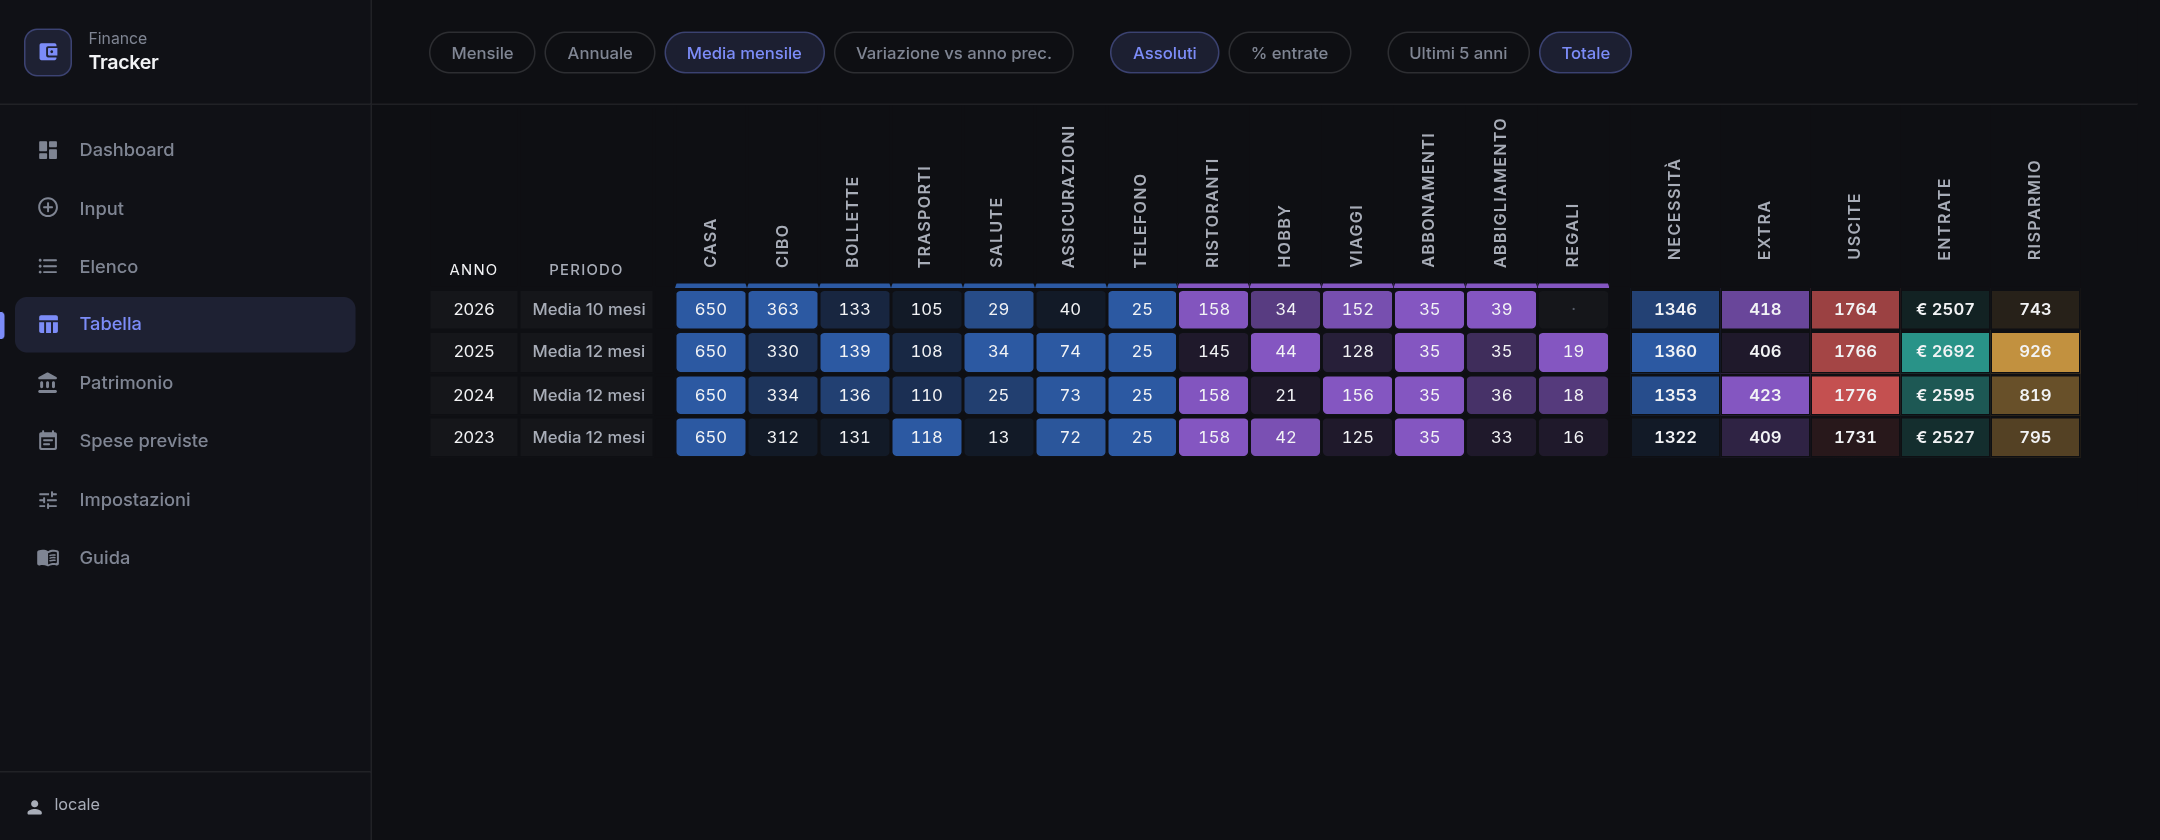 Finance
Tracker
Dashboard
Input
Elenco
Tabella
Patrimonio
Spese previste
Impostazioni
Guida
locale
Mensile Annuale Media mensile Variazione vs anno prec. Assoluti % entrate Ultimi 5 anni Totale
ANNO PERIODO CASA CIBO BOLLETTE TRASPORTI SALUTE ASSICURAZIONI TELEFONO RISTORANTI HOBBY VIAGGI ABBONAMENTI ABBIGLIAMENTO REGALI NECESSITÀ EXTRA USCITE ENTRATE RISPARMIO
2026 Media 10 mesi 650 363 133 105 29 40 25 158 34 152 35 39 · 1346 418 1764 € 2507 743
2025 Media 12 mesi 650 330 139 108 34 74 25 145 44 128 35 35 19 1360 406 1766 € 2692 926
2024 Media 12 mesi 650 334 136 110 25 73 25 158 21 156 35 36 18 1353 423 1776 € 2595 819
2023 Media 12 mesi 650 312 131 118 13 72 25 158 42 125 35 33 16 1322 409 1731 € 2527 795